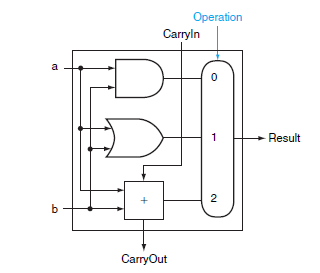 Operation
CarryIn
a
0
1
Result
2
+
b
CarryOut